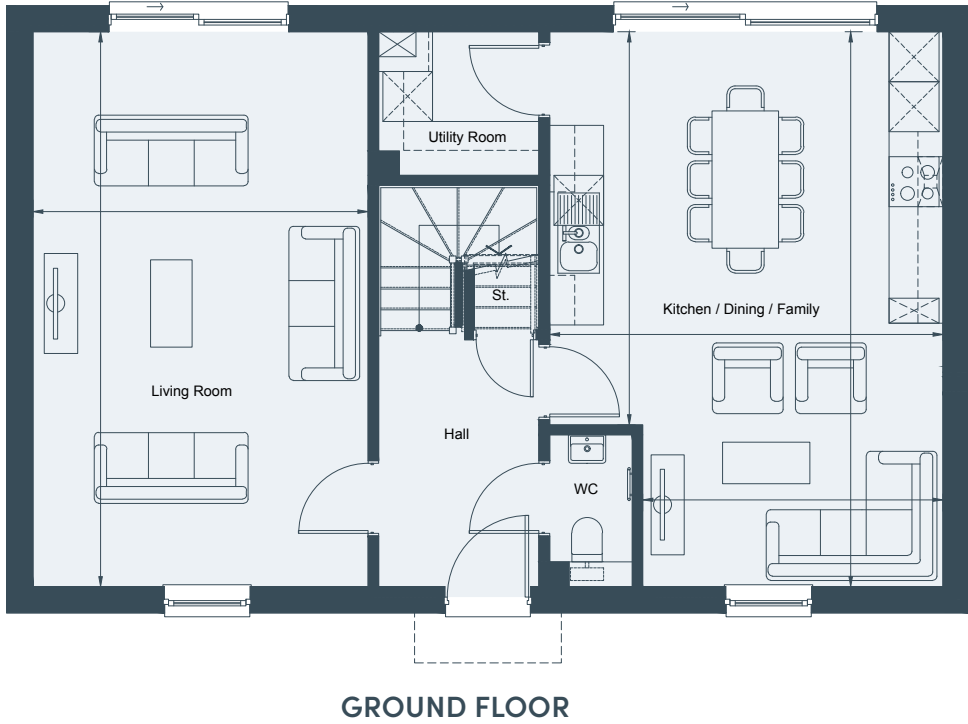 Utility Room
St.
Kitchen / Dining / Family
Living Room
Hall
WC
GROUND FLOOR